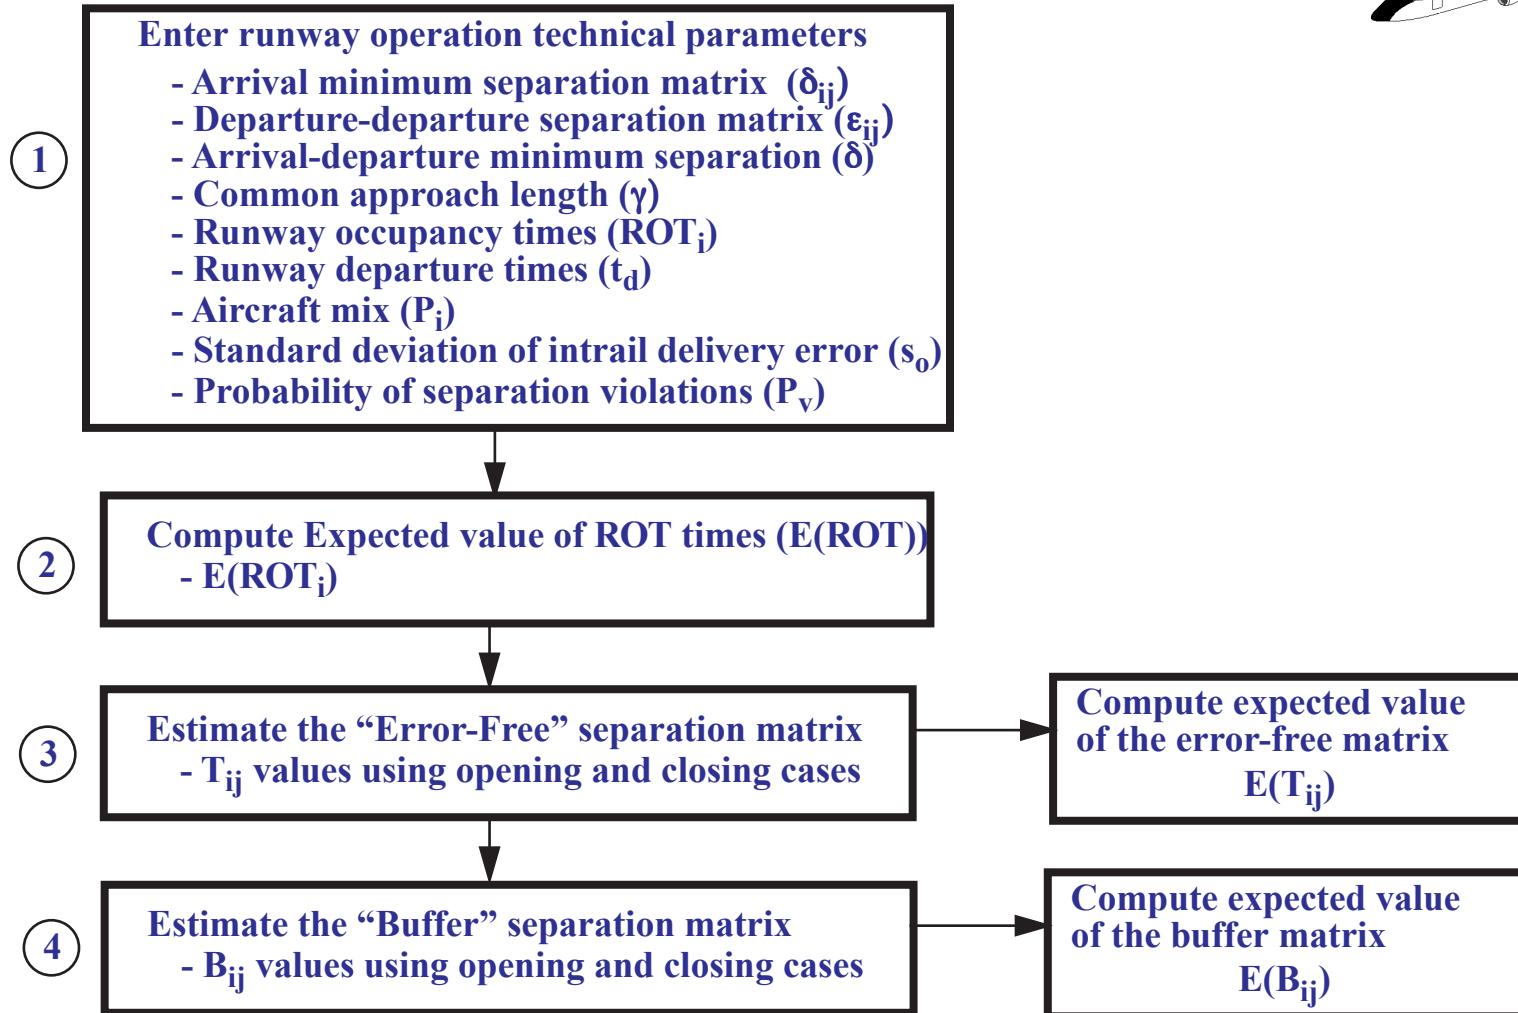 Enter runway operation technical parameters
- Arrival minimum separation matrix (δij)
- Departure-departure separation matrix (εij)
1
- Arrival-departure minimum separation (δ)
- Common approach length (γ)
- Runway occupancy times (ROTi)
- Runway departure times (td)
- Aircraft mix (Pi)
- Standard deviation of intrail delivery error (so)
- Probability of separation violations (Pv)
2
Compute Expected value of ROT times (E(ROT))
- E(ROTi)
3
Estimate the “Error-Free” separation matrix
- Tij values using opening and closing cases
Compute expected value
of the error-free matrix
E(Tij)
4
Estimate the “Buffer” separation matrix
- Bij values using opening and closing cases
Compute expected value
of the buffer matrix
E(Bij)